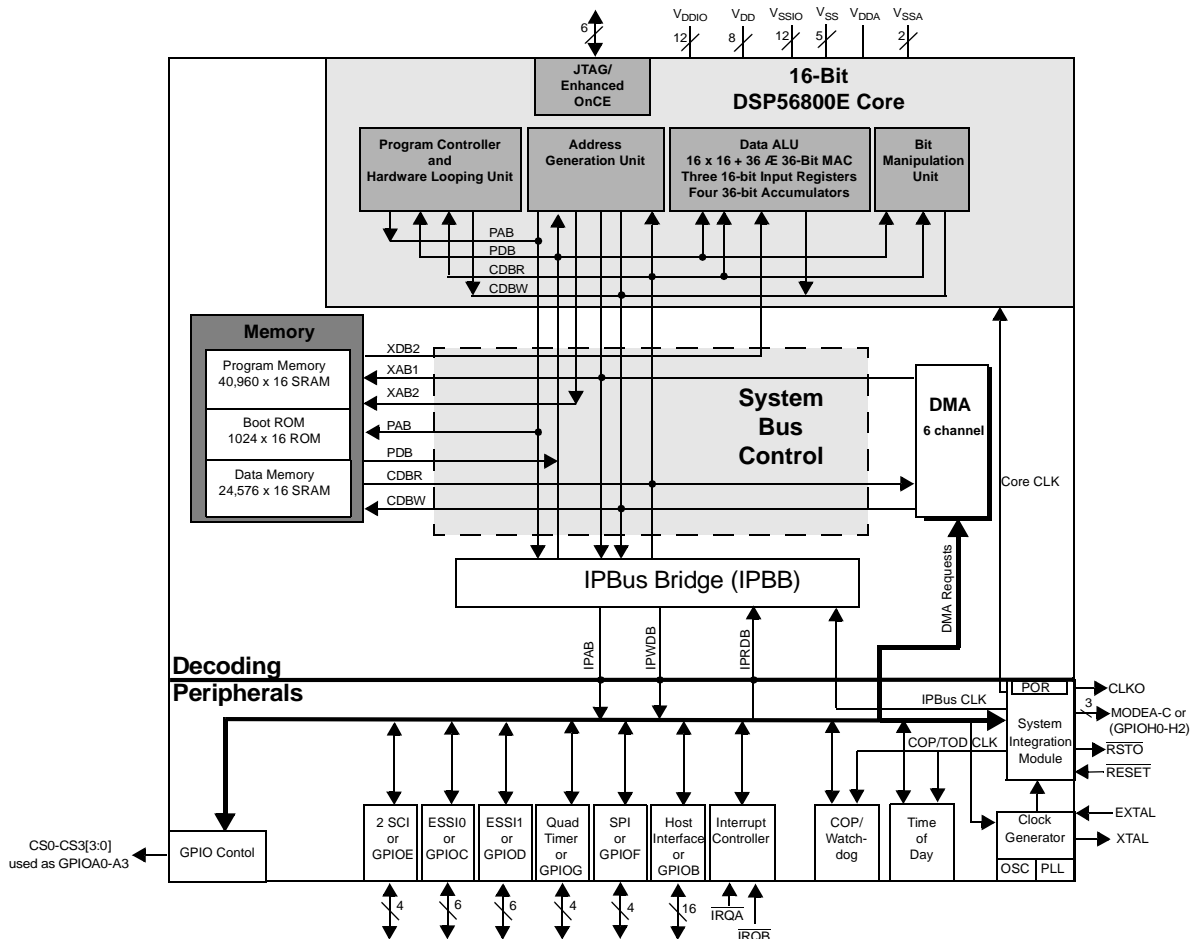 6
VDDIO
VDD
VSSIO
VSS
VDDA
VSSA
12
8
12
5
2
JTAG/
Enhanced
OnCE
16-Bit
DSP56800E Core
Program Controller
and
Hardware Looping Unit
Address
Generation Unit
Data ALU
16 x 16 + 36 Æ 36-Bit MAC
Three 16-bit Input Registers
Four 36-bit Accumulators
Bit
Manipulation
Unit
PAB
PDB
CDBR
CDBW
Memory
Program Memory
40,960 x 16 SRAM
Boot ROM
1024 x 16 ROM
Data Memory
24,576 x 16 SRAM
XDB2
XAB1
XAB2
PAB
PDB
CDBR
CDBW
System
Bus
Control
DMA
6 channel
Core CLK
IPBus Bridge (IPBB)
DMA Requests
IPAB
IPWDB
IPRDB
Decoding
Peripherals
IPBus CLK
COP/TOD CLK
POR
System
Integration
Module
CLKO
3
MODEA-C or
(GPIOH0-H2)
RSTO
RESET
EXTAL
XTAL
Clock
Generator
OSC
PLL
CS0-CS3[3:0]
used as GPIOA0-A3
GPIO Contol
2 SCI
or
GPIOE
ESSI0
or
GPIOC
ESSI1
or
GPIOD
Quad
Timer
or
GPIOG
SPI
or
GPIOF
Host
Interface
or
GPIOB
Interrupt
Controller
COP/
Watch-
dog
Time
of
Day
4
6
6
4
4
16
IRQA
IRQB